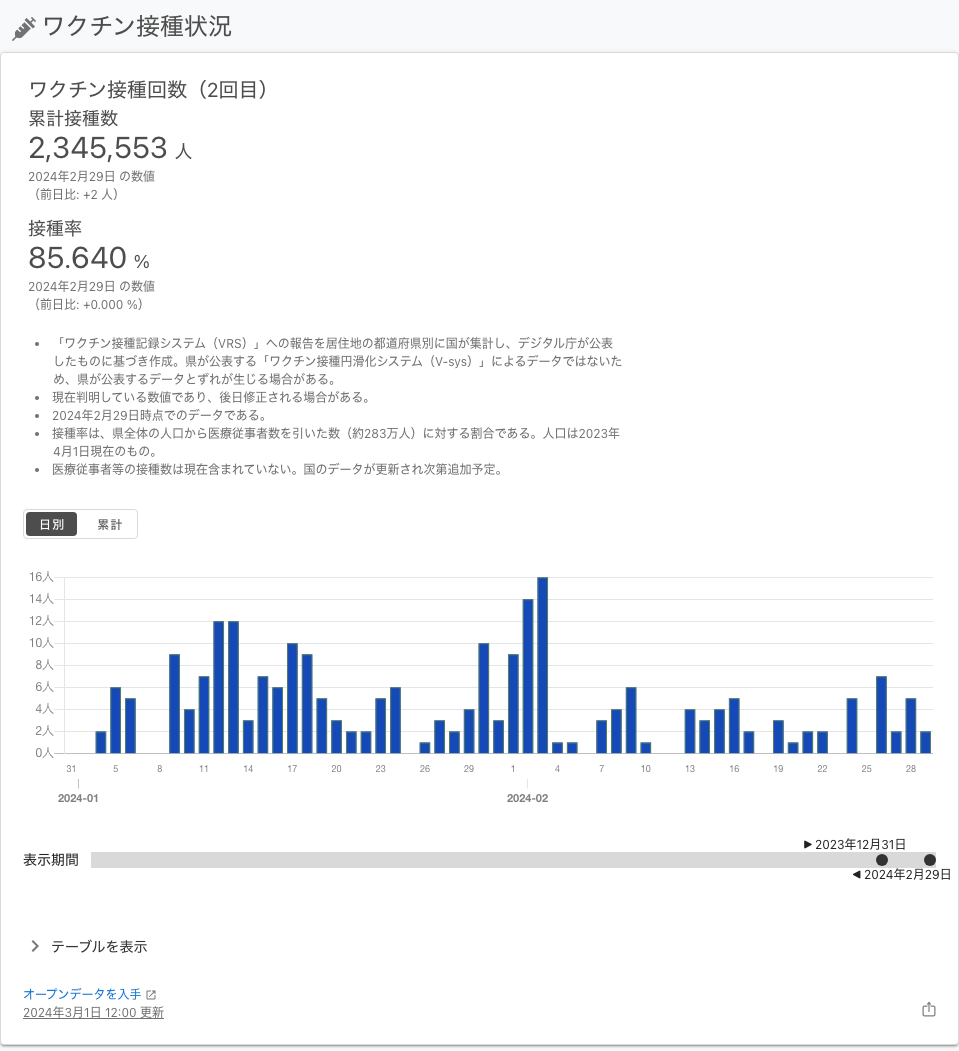 ワクチン接種状況
ワクチン接種回数（2回目）
累計接種数
2,345,553 人
2024年2月29日 の数値
（前日比: +2 人）
接種率
85.640 %
2024年2月29日 の数値
（前日比: +0.000 %）
• 「ワクチン接種記録システム（VRS）」への報告を居住地の都道府県別に国が集計し、デジタル庁が公表
したものに基づき作成。県が公表する「ワクチン接種円滑化システム（V-sys）」によるデータではないた
め、県が公表するデータとずれが生じる場合がある。
• 現在判明している数値であり、後日修正される場合がある。
• 2024年2月29日時点でのデータである。
• 接種率は、県全体の人口から医療従事者数を引いた数（約283万人）に対する割合である。人口は2023年
4月1日現在のもの。
• 医療従事者等の接種数は現在含まれていない。国のデータが更新され次第追加予定。
日別 累計
16人
14人
12人
10人
8人
6人
4人
2人
0人
31 5 8 11 14 17 20 23 26 29 1 4 7 10 13 16 19 22 25 28
2024-01 2024-02
▶ 2023年12月31日
表示期間
◀ 2024年2月29日
テーブルを表示
オープンデータを入手
2024年3月1日 12:00 更新